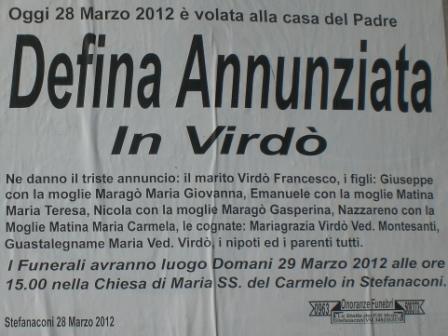 Oggi 28 Marzo 2012 è volata alla casa del Padre
Defina Annunziata
In Virdò
Ne danno il triste annuncio: il marito Virdò Francesco, i figli: Giuseppe
con la moglie Maragò Maria Giovanna, Emanuele con la moglie Matina
Maria Teresa, Nicola con la moglie Maragò Gasperina, Nazzareno con la
Moglie Matina Maria Carmela, le cognate: Mariagrazia Virdò Ved. Montesanti,
Guastalegname Maria Ved. Virdò, i nipoti ed i parenti tutti.
I Funerali avranno luogo Domani 29 Marzo 2012 alle ore
15.00 nella Chiesa di Maria SS. del Carmelo in Stefanaconi.
0963 Onoranze Funebri
Stefanaconi 28 Marzo 2012